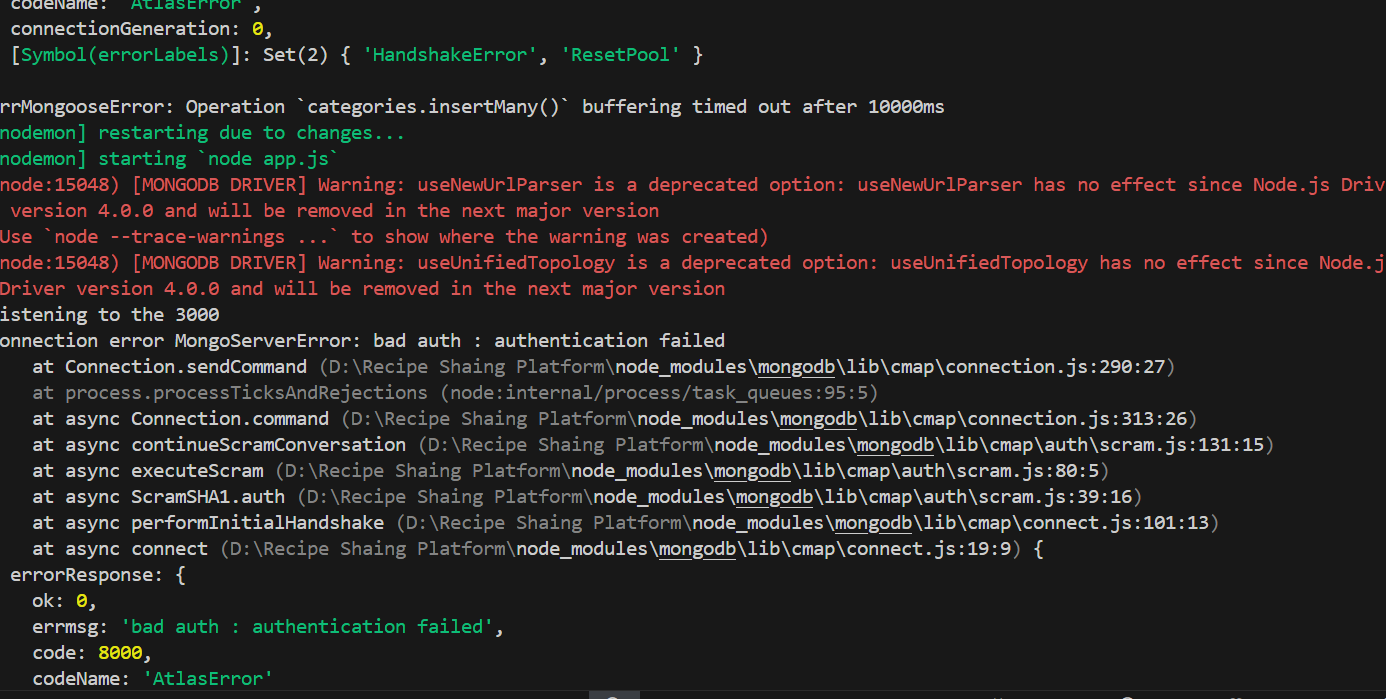 codeName: 'AtlasError',
connectionGeneration: 0,
[Symbol(errorLabels)]: Set(2) { 'HandshakeError', 'ResetPool' }
rrMongooseError: Operation `categories.insertMany()` buffering timed out after 10000ms
nodemon] restarting due to changes...
nodemon] starting `node app.js`
node:15048) [MONGODB DRIVER] Warning: useNewUrlParser is a deprecated option: useNewUrlParser has no effect since Node.js Driv
version 4.0.0 and will be removed in the next major version
Use `node --trace-warnings ...` to show where the warning was created)
node:15048) [MONGODB DRIVER] Warning: useUnifiedTopology is a deprecated option: useUnifiedTopology has no effect since Node.j
Driver version 4.0.0 and will be removed in the next major version
istening to the 3000
onnection error MongoServerError: bad auth : authentication failed
at Connection.sendCommand (D:\Recipe Shaing Platform\node_modules\mongodb\lib\cmap\connection.js:290:27)
at process.processTicksAndRejections (node:internal/process/task_queues:95:5)
at async Connection.command (D:\Recipe Shaing Platform\node_modules\mongodb\lib\cmap\connection.js:313:26)
at async continueScramConversation (D:\Recipe Shaing Platform\node_modules\mongodb\lib\cmap\auth\scram.js:131:15)
at async executeScram (D:\Recipe Shaing Platform\node_modules\mongodb\lib\cmap\auth\scram.js:80:5)
at async ScramSHA1.auth (D:\Recipe Shaing Platform\node_modules\mongodb\lib\cmap\auth\scram.js:39:16)
at async performInitialHandshake (D:\Recipe Shaing Platform\node_modules\mongodb\lib\cmap\connect.js:101:13)
at async connect (D:\Recipe Shaing Platform\node_modules\mongodb\lib\cmap\connect.js:19:9) {
errorResponse: {
ok: 0,
errmsg: 'bad auth : authentication failed',
code: 8000,
codeName: 'AtlasError'